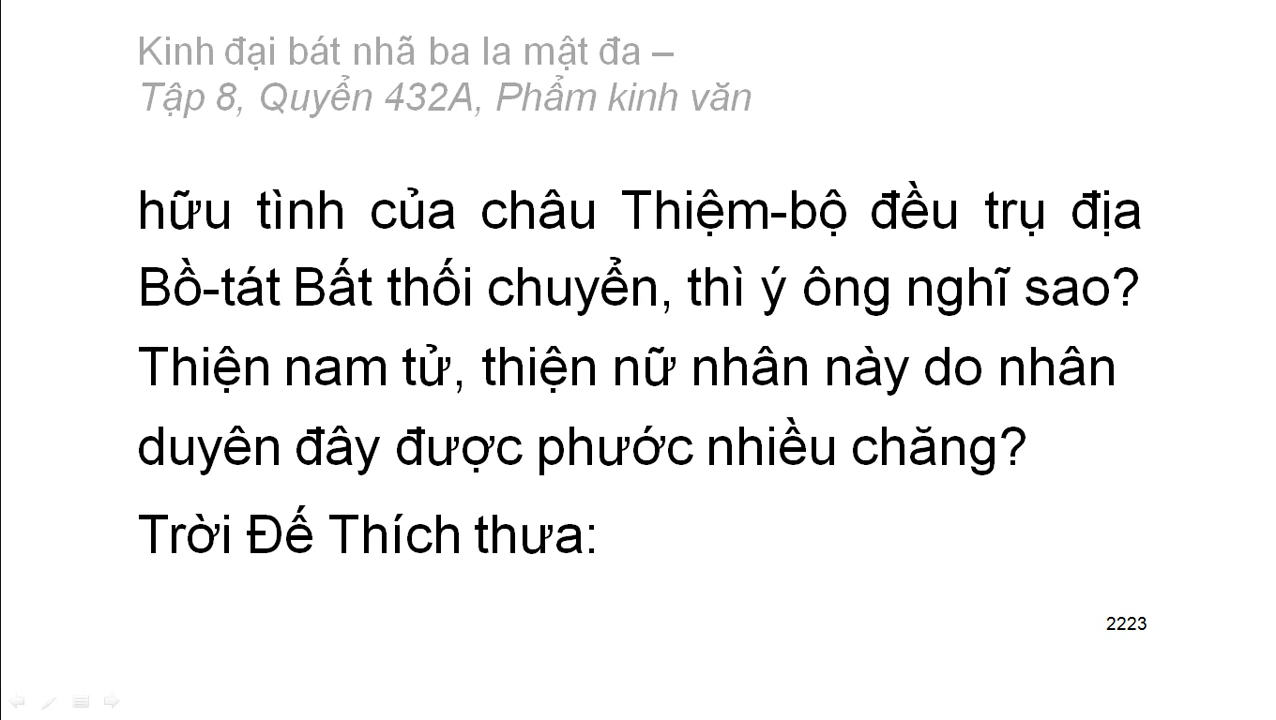 Kinh đại bát nhã ba la mật đa –
Tập 8, Quyển 432A, Phẩm kinh văn
hữu tình của châu Thiệm-bộ đều trụ địa
Bồ-tát Bất thối chuyển, thì ý ông nghĩ sao?
Thiện nam tử, thiện nữ nhân này do nhân
duyên đây được phước nhiều chăng?
Trời Đế Thích thưa:
2223